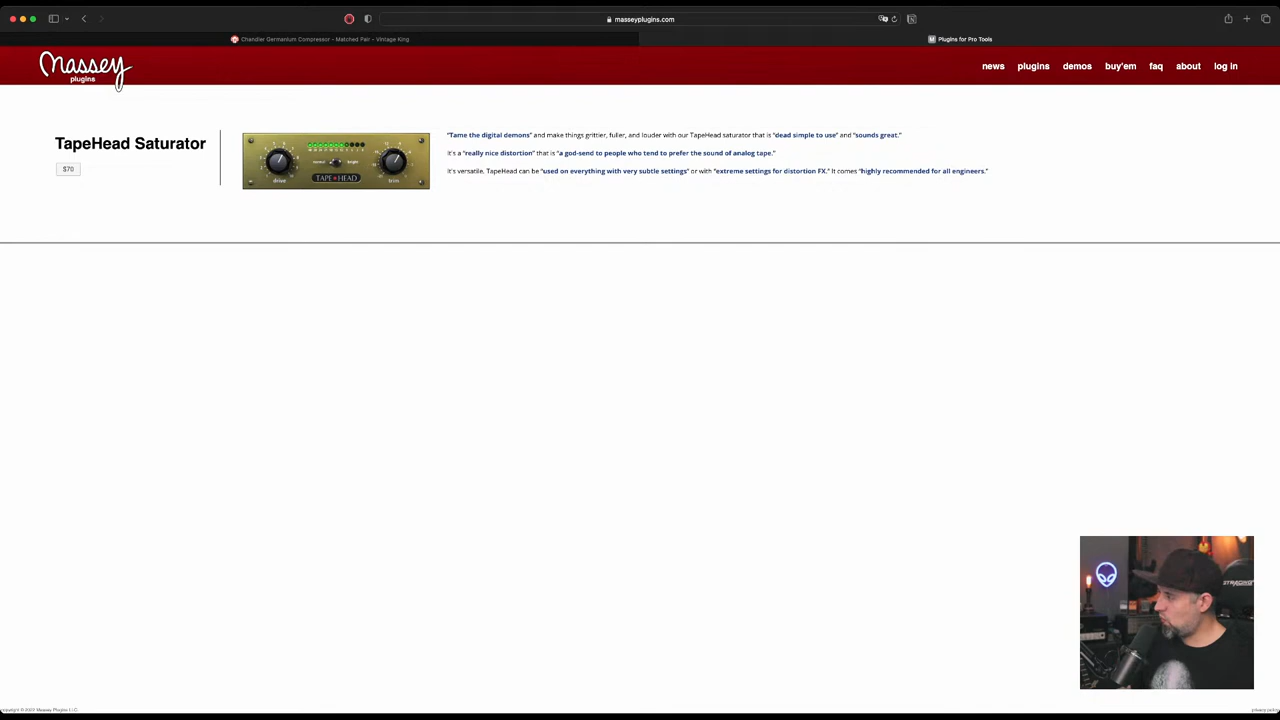 masseyplugins.com
Chandler Germanium Compressor - Matched Pair - Vintage King
M Plugins for Pro Tools
Massey
plugins
news plugins demos buy'em faq about log in
TapeHead Saturator
$70
drive
normal
bright
TAPE HEAD
trim
"Tame the digital demons" and make things grittier, fuller, and louder with our TapeHead saturator that is "dead simple to use" and "sounds great."
It's a "really nice distortion" that is "a god-send to people who tend to prefer the sound of analog tape."
It's versatile. TapeHead can be "used on everything with very subtle settings" or with "extreme settings for distortion FX." It comes "highly recommended for all engineers."